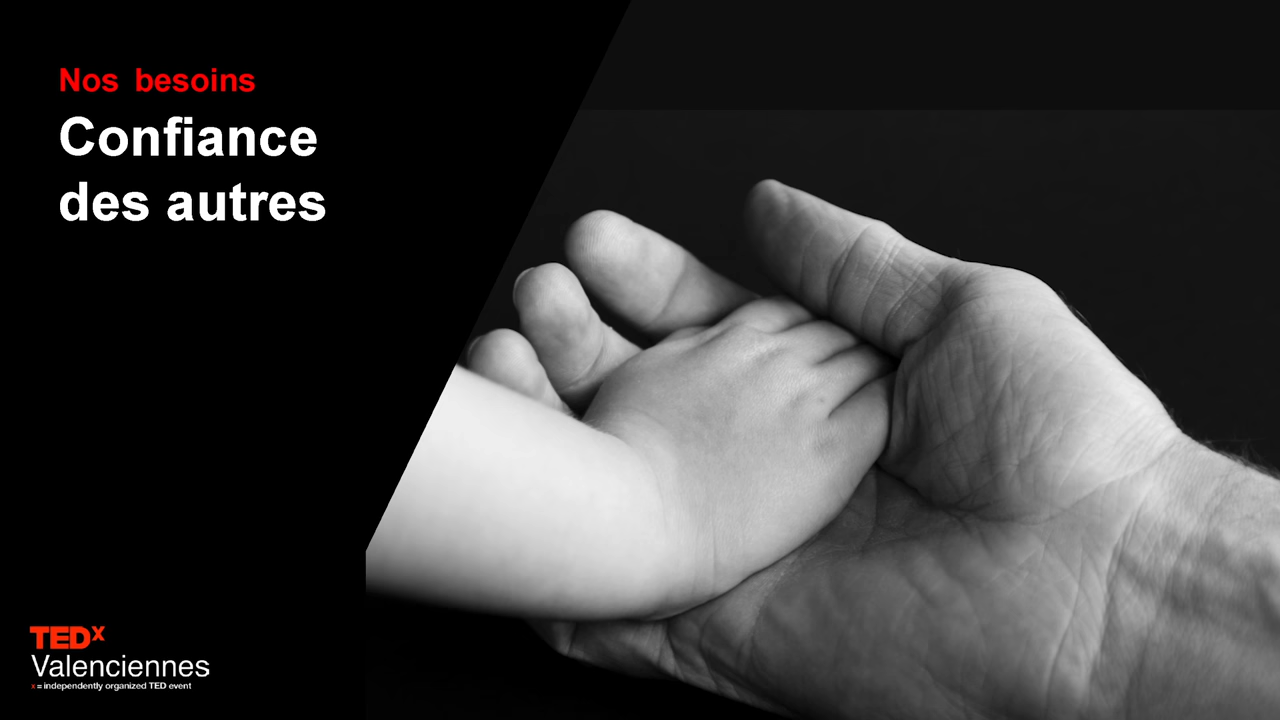 Nos besoins
Confiance
des autres
TEDx
Valenciennes
x = independently organized TED event